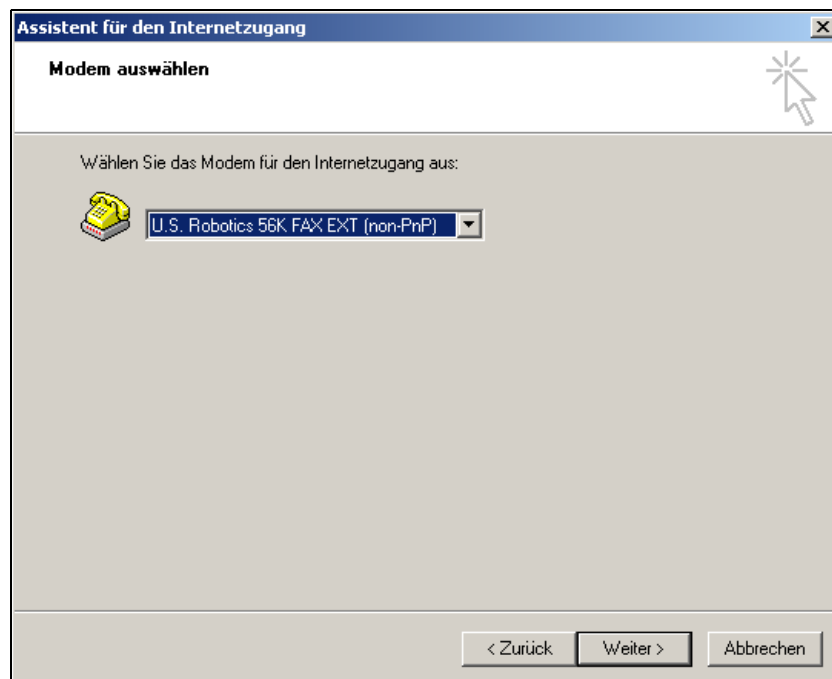 Assistent für den Internetzugang
Modem auswählen
Wählen Sie das Modem für den Internetzugang aus:
U.S. Robotics 56K FAX EXT (non-PnP)
< Zurück Weiter > Abbrechen